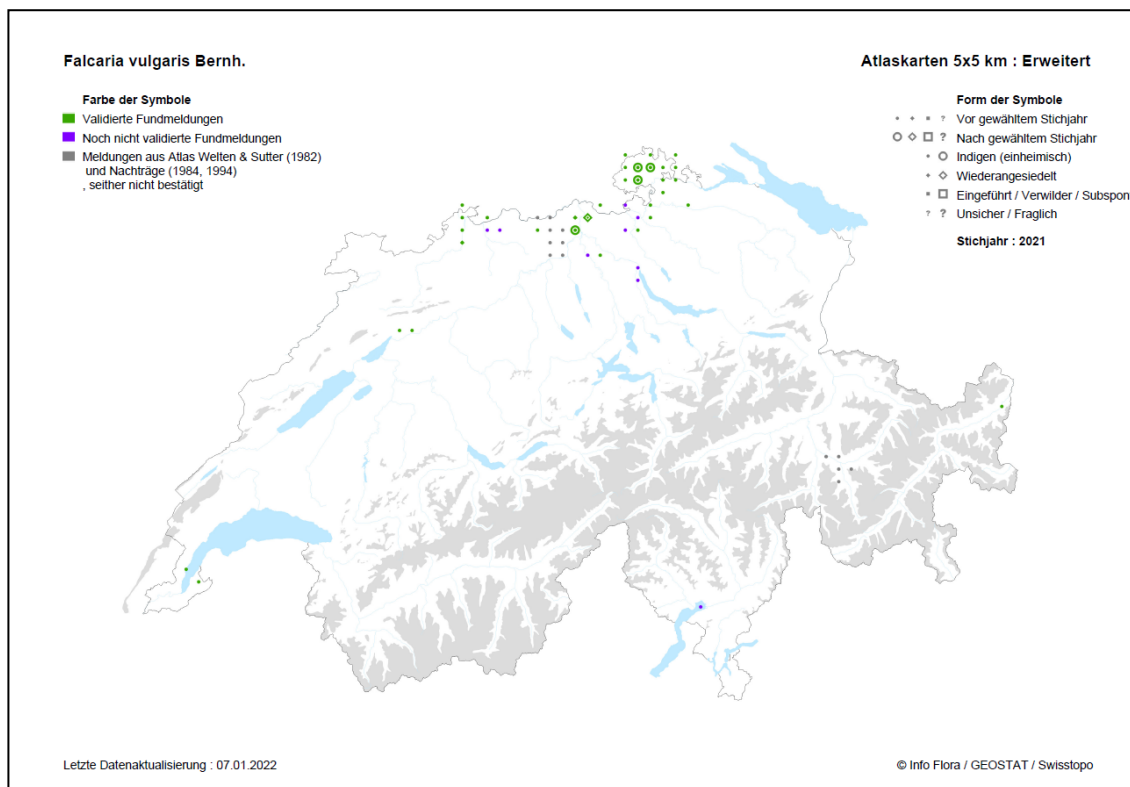 Falcaria vulgaris Bernh.
Atlaskarten 5x5 km : Erweitert
Farbe der Symbole
Validierte Fundmeldungen
Noch nicht validierte Fundmeldungen
Meldungen aus Atlas Welten & Sutter (1982)
und Nachträge (1984, 1994)
, seither nicht bestätigt
Form der Symbole
? Vor gewähltem Stichjahr
? Nach gewähltem Stichjahr
Indigen (einheimisch)
Wiederangesiedelt
Eingeführt / Verwilder / Subspon
? ? Unsicher / Fraglich
Stichjahr : 2021
Letzte Datenaktualisierung : 07.01.2022
© Info Flora / GEOSTAT / Swisstopo